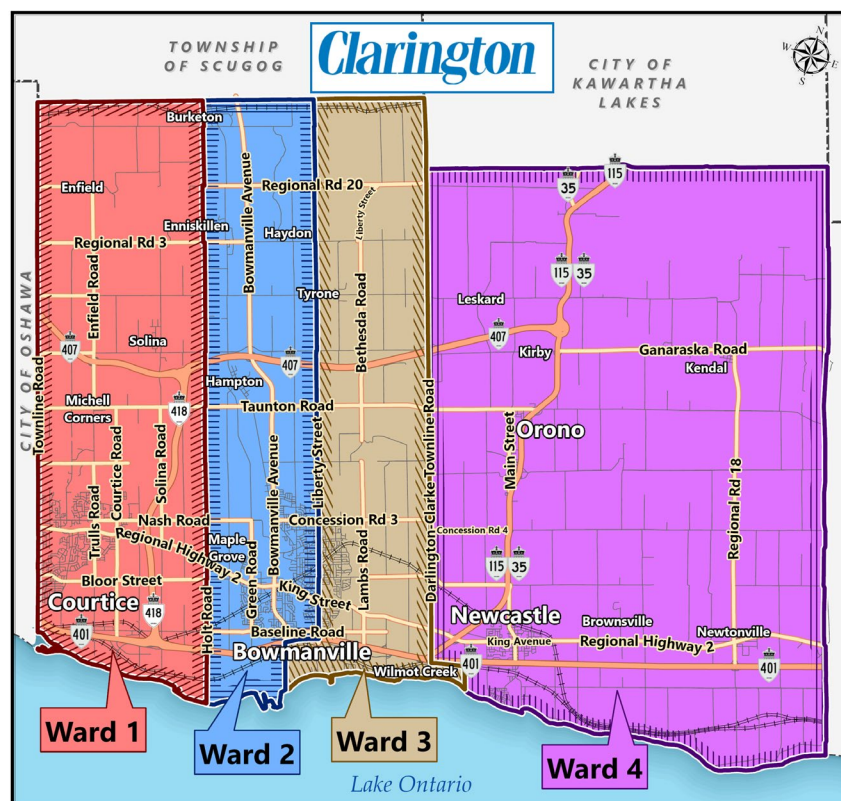 TOWNSHIP
OF SCUGOG
Clarington
CITY OF
KAWARTHA
LAKES
N
W
E
S
Burketon
115
35
Enfield
Regional Rd 20
Bowmanville Avenue
Liberty Street
Enniskillen
Haydon
Regional Rd 3
115
35
CITY OF OSHAWA
Enfield Road
Tyrone
Leskard
Bethesda Road
407
Solina
407
407
Kirby
Ganaraska Road
Kendal
Townline Road
Hampton
Michell
Corners
418
Taunton Road
Darlington-Clarke Townline Road
Main Street
Orono
Courtice Road
Solina Road
Liberty Street
Bowmanville Avenue
Regional Rd 18
Trulls Road
Nash Road
Concession Rd 3
Concession Rd 4
Regional Highway 2
Maple
Grove
Green Road
Lambs Road
115
35
Bloor Street
King Street
Courtice
418
Holt Road
Newcastle
Brownsville
401
Baseline Road
King Avenue
Regional Highway 2
Newtonville
Bowmanville
Wilmot Creek
401
401
Ward 1
Ward 2
Ward 3
Ward 4
Lake Ontario